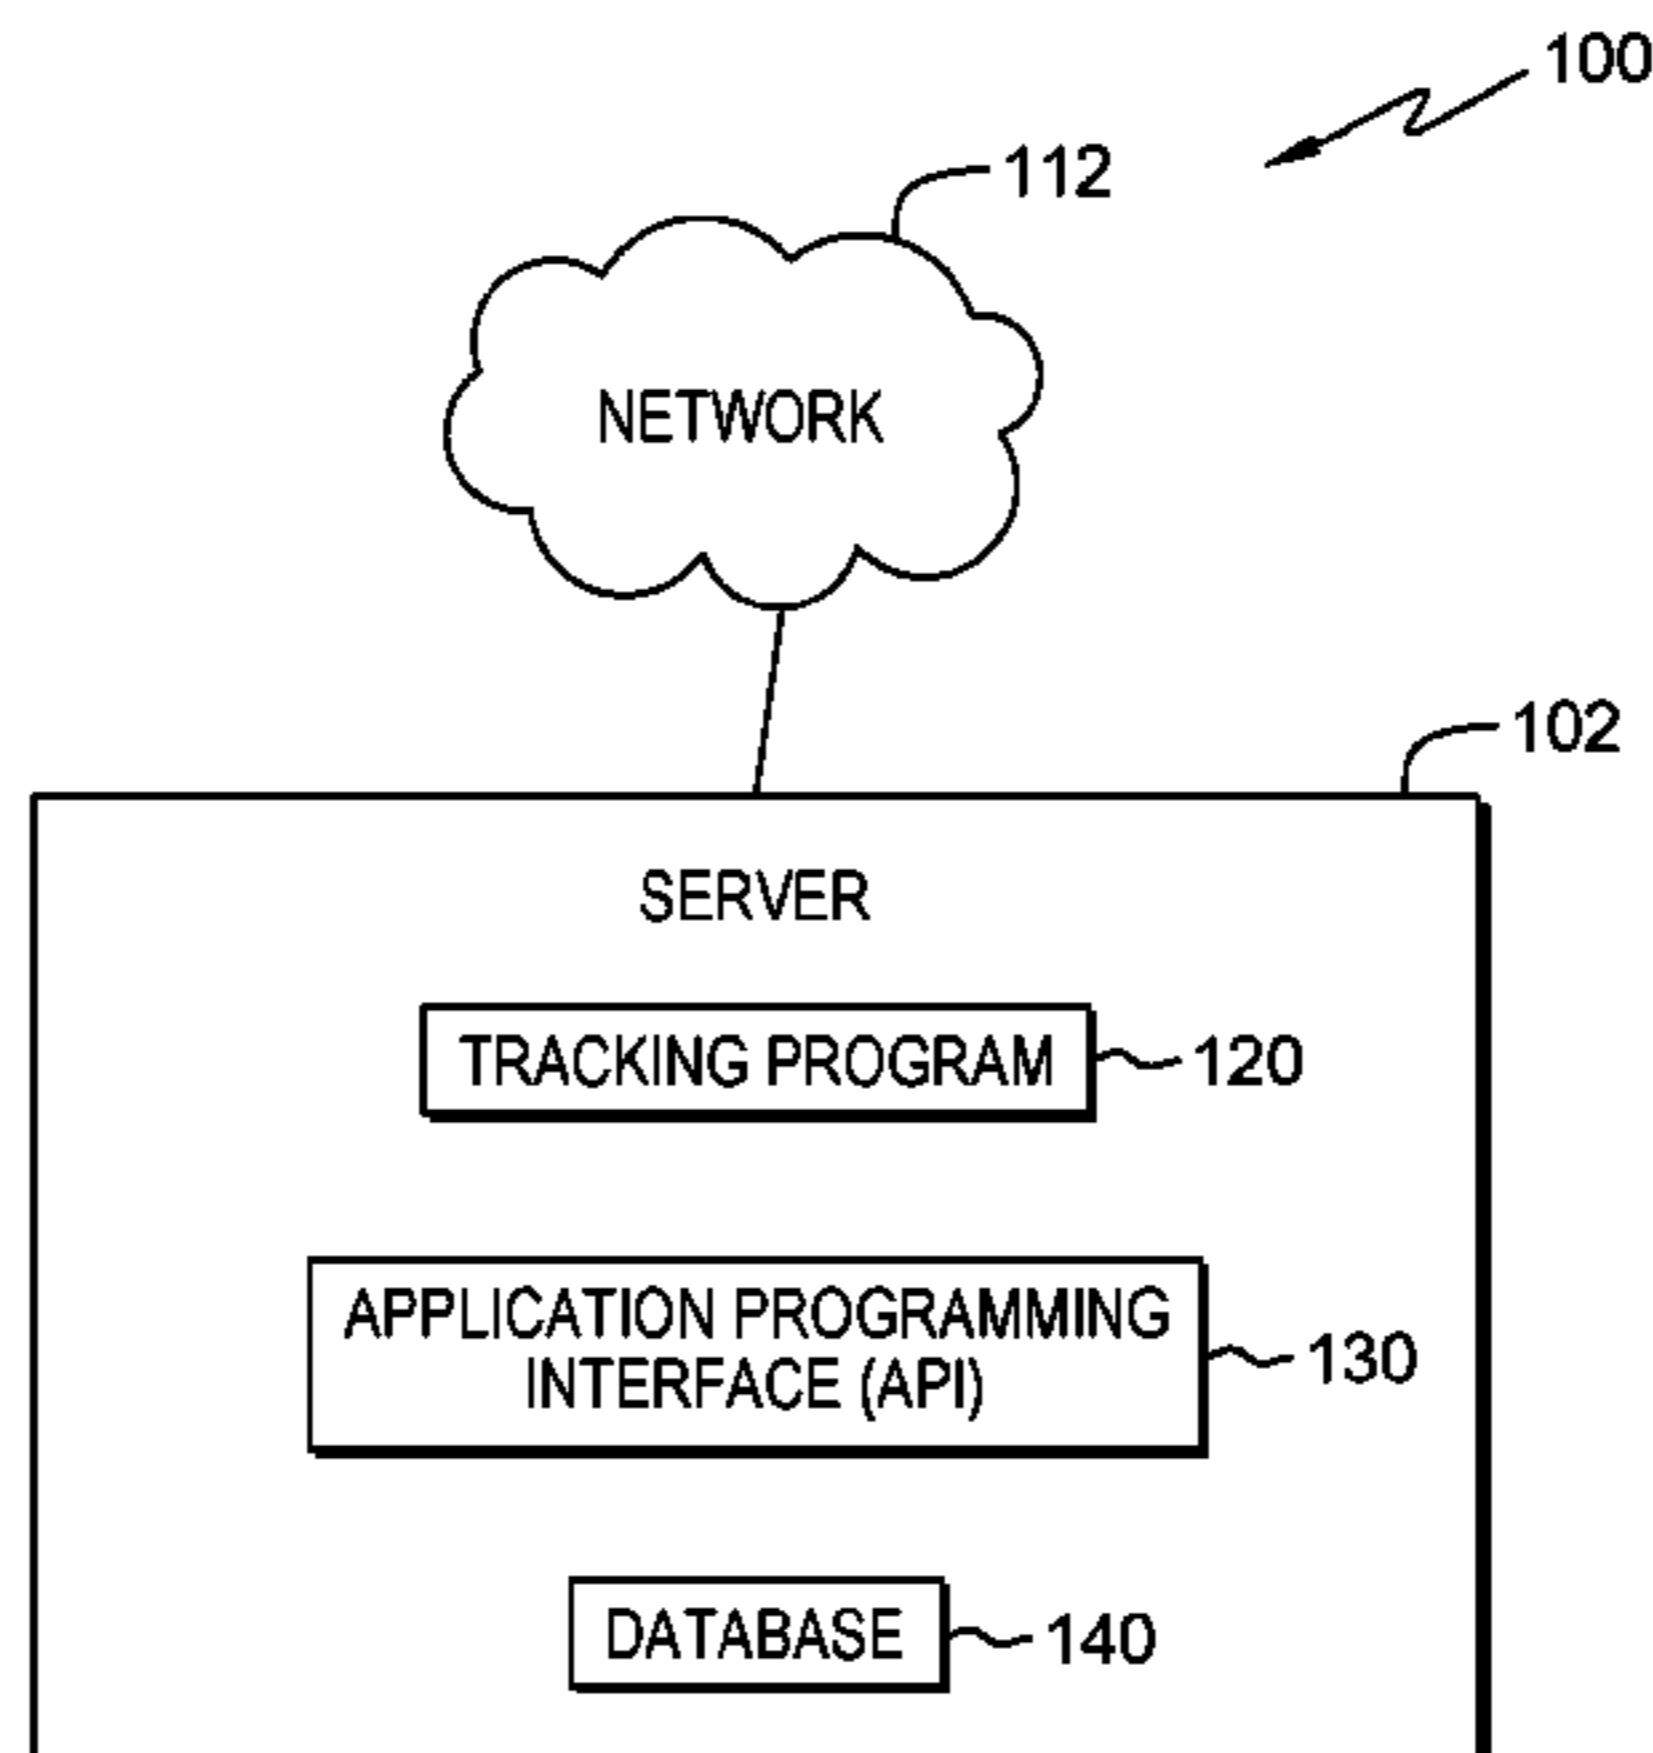 100
112
NETWORK
102
SERVER
TRACKING PROGRAM 120
APPLICATION PROGRAMMING
INTERFACE (API)
130
DATABASE 140